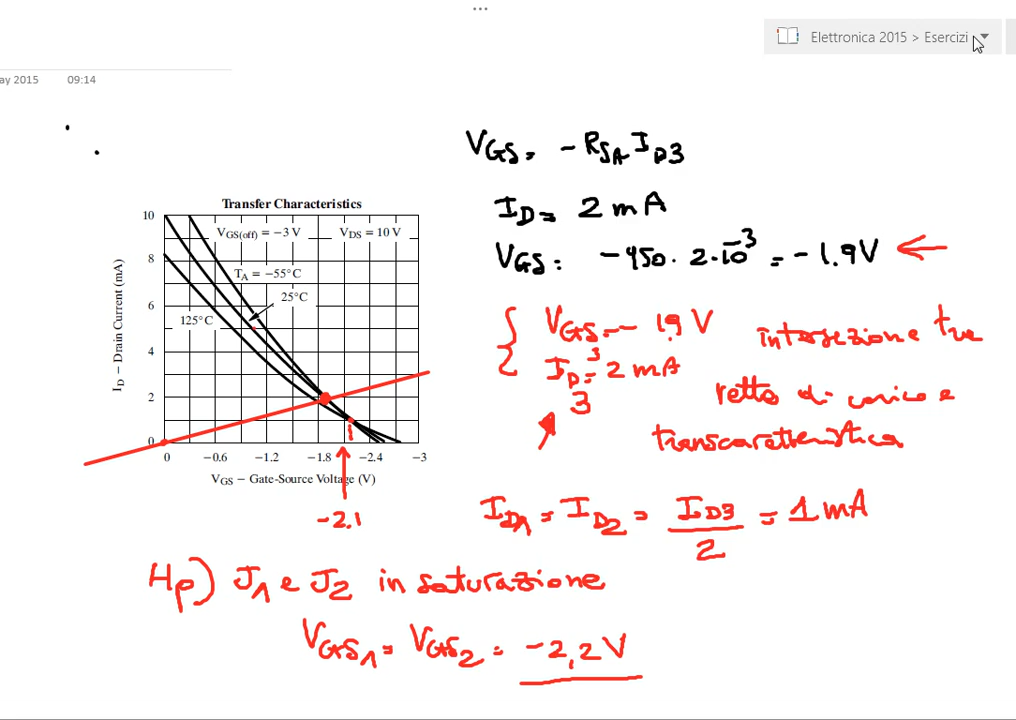 Elettronica 2015 > Esercizi
ay 2015 09:14
VGS = - RSA ID3
ID = 2 mA
VGS = -950 · 2·10^-3 = -1.9V
Transfer Characteristics
VGS(off) = −3 V VDS = 10 V
TA = −55°C
25°C
125°C
ID − Drain Current (mA)
10
8
6
4
2
0
0 −0.6 −1.2 −1.8 −2.4 −3
VGS − Gate-Source Voltage (V)
-2,1
VGS3 = - 1.9 V
ID3 = 2 mA
3
intersezione tra
retta di carico e
transcaratteristica
ID1 = ID2 = ID3/2 = 1 mA
Hp) J1 e J2 in saturazione
VGS1 = VGS2 = -2,2V